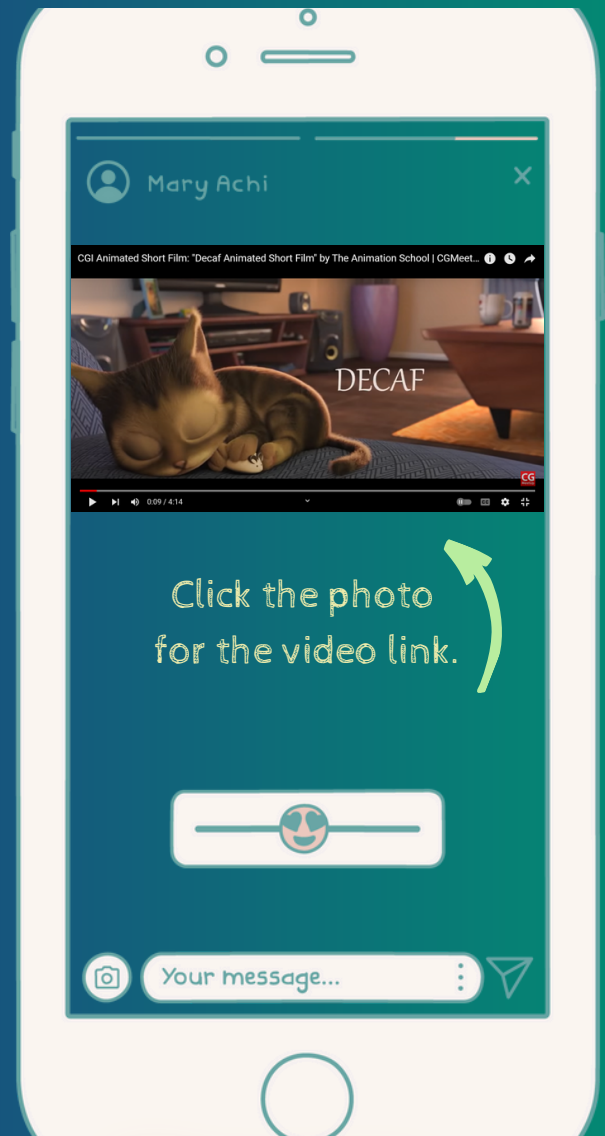 Mary Achi
CGI Animated Short Film: "Decaf Animated Short Film" by The Animation School | CGMeet...
DECAF
CG
0:09 / 4:14
Click the photo
for the video link.
Your message...